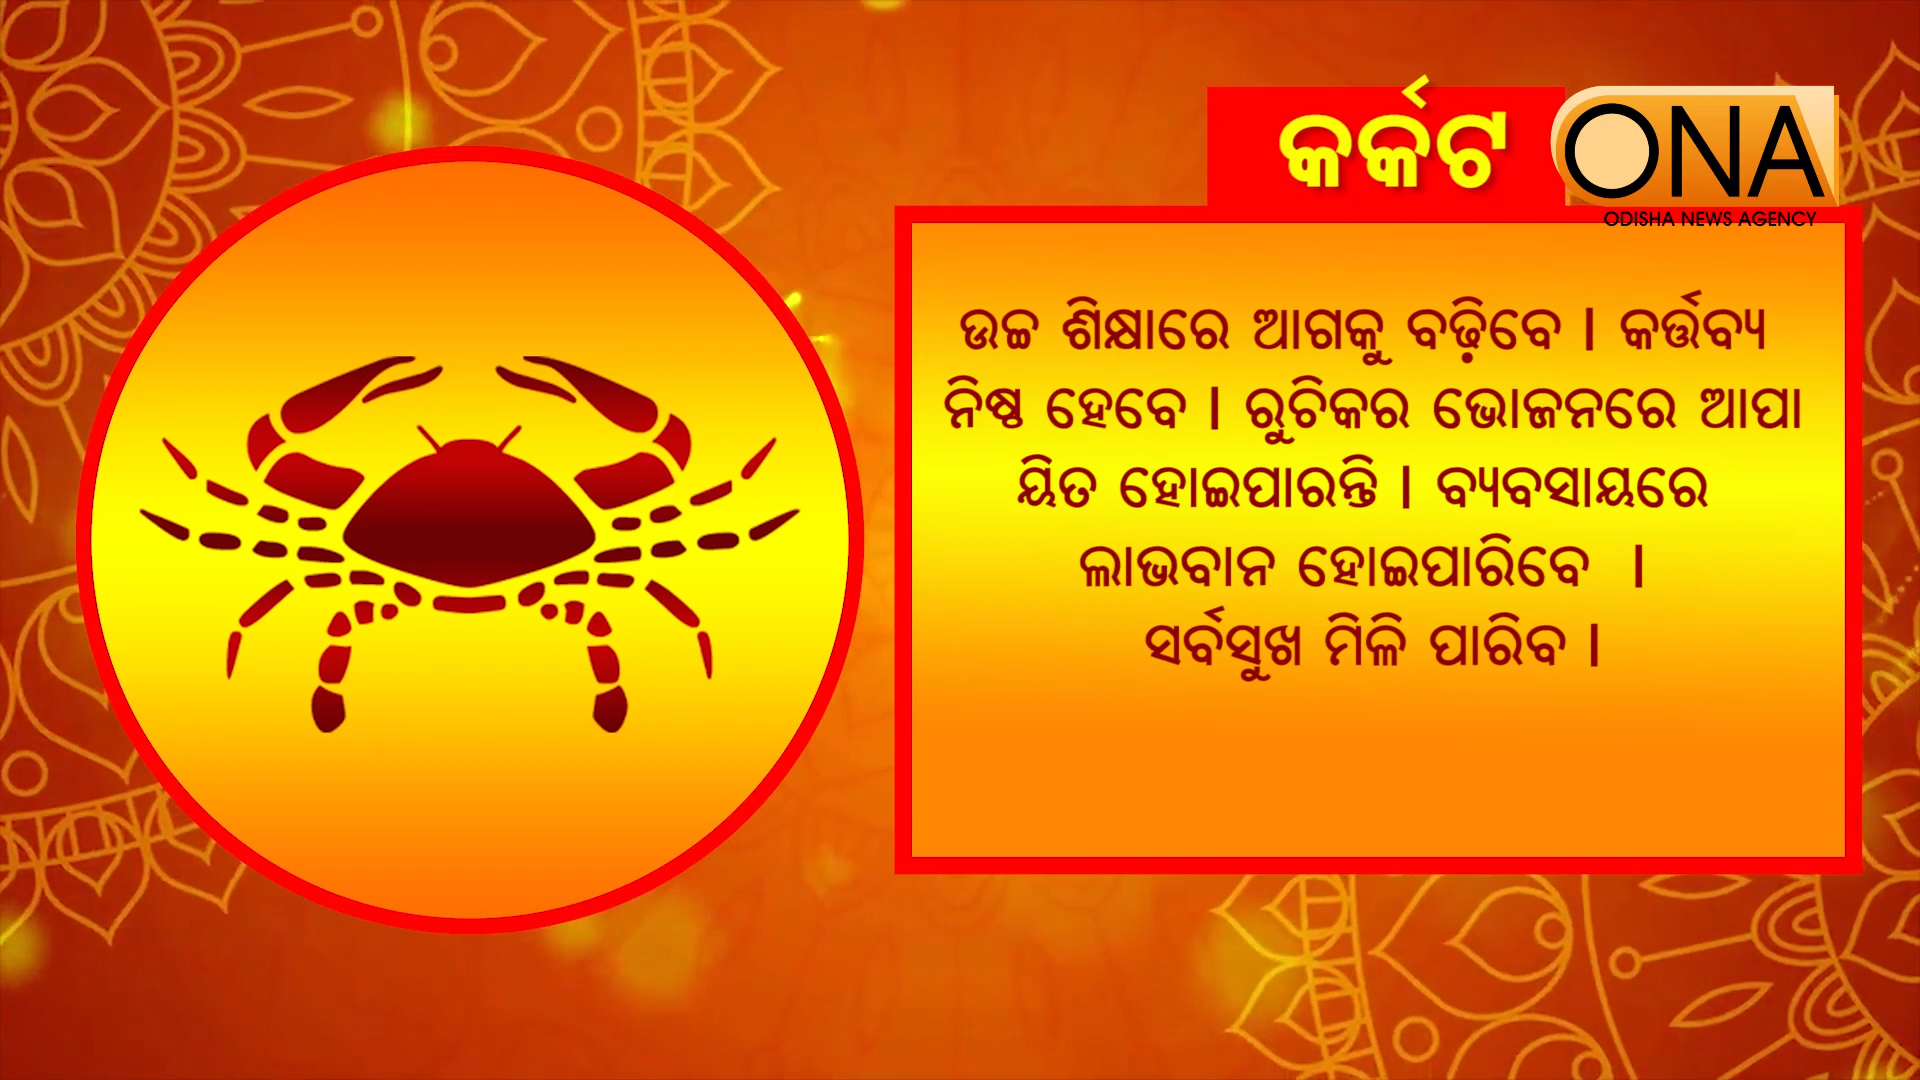 କର୍କଟ
ONA
ODISHA NEWS AGENCY
ଉଚ୍ଚ ଶିକ୍ଷାରେ ଆଗକୁ ବଢ଼ିବେ । କର୍ତ୍ତବ୍ୟ
ନିଷ୍ଠ ହେବେ । ରୁଚିକର ଭୋଜନରେ ଆପା
ୟିତ ହୋଇପାରନ୍ତି । ବ୍ୟବସାୟରେ
ଲାଭବାନ ହୋଇପାରିବେ ।
ସର୍ବସୁଖ ମିଳି ପାରିବ ।